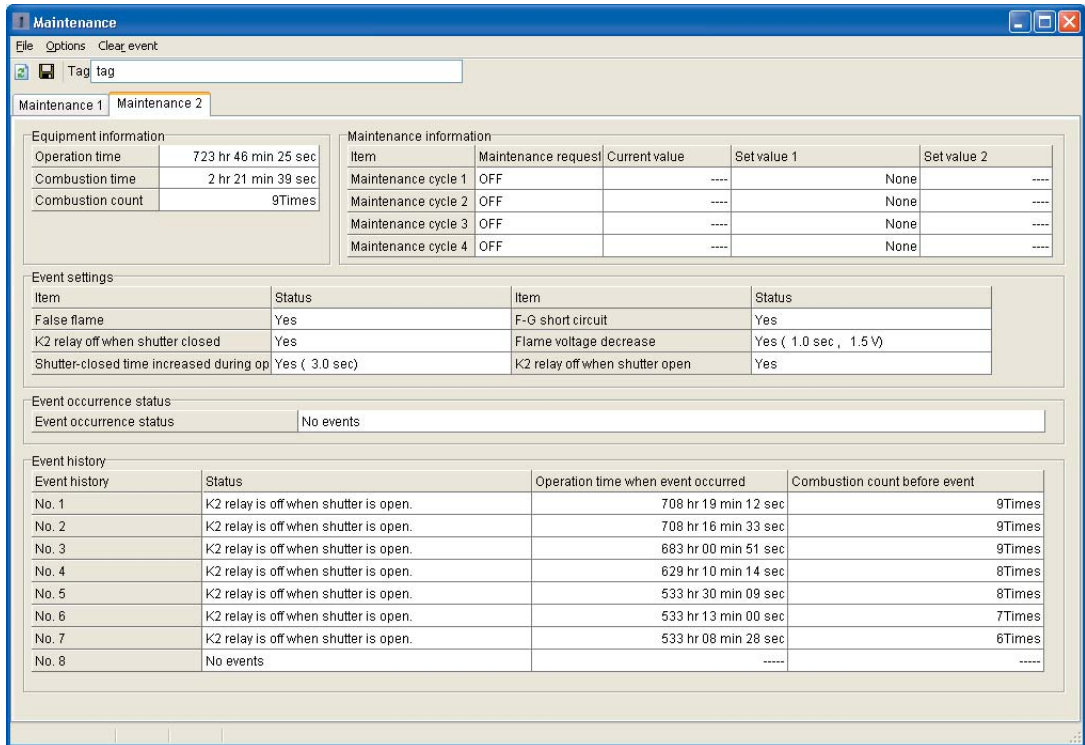 Maintenance
File Options Clear event
Tag tag
Maintenance 1 Maintenance 2
Equipment information
Operation time 723 hr 46 min 25 sec
Combustion time 2 hr 21 min 39 sec
Combustion count 9Times
Maintenance information
Item Maintenance request Current value Set value 1 Set value 2
Maintenance cycle 1 OFF ---- None ----
Maintenance cycle 2 OFF ---- None ----
Maintenance cycle 3 OFF ---- None ----
Maintenance cycle 4 OFF ---- None ----
Event settings
Item Status Item Status
False flame Yes F-G short circuit Yes
K2 relay off when shutter closed Yes Flame voltage decrease Yes ( 1.0 sec , 1.5 V)
Shutter-closed time increased during op Yes ( 3.0 sec) K2 relay off when shutter open Yes
Event occurrence status
Event occurrence status No events
Event history
Event history Status Operation time when event occurred Combustion count before event
No. 1 K2 relay is off when shutter is open. 708 hr 19 min 12 sec 9Times
No. 2 K2 relay is off when shutter is open. 708 hr 16 min 33 sec 9Times
No. 3 K2 relay is off when shutter is open. 683 hr 00 min 51 sec 9Times
No. 4 K2 relay is off when shutter is open. 629 hr 10 min 14 sec 8Times
No. 5 K2 relay is off when shutter is open. 533 hr 30 min 09 sec 8Times
No. 6 K2 relay is off when shutter is open. 533 hr 13 min 00 sec 7Times
No. 7 K2 relay is off when shutter is open. 533 hr 08 min 28 sec 6Times
No. 8 No events ----- -----